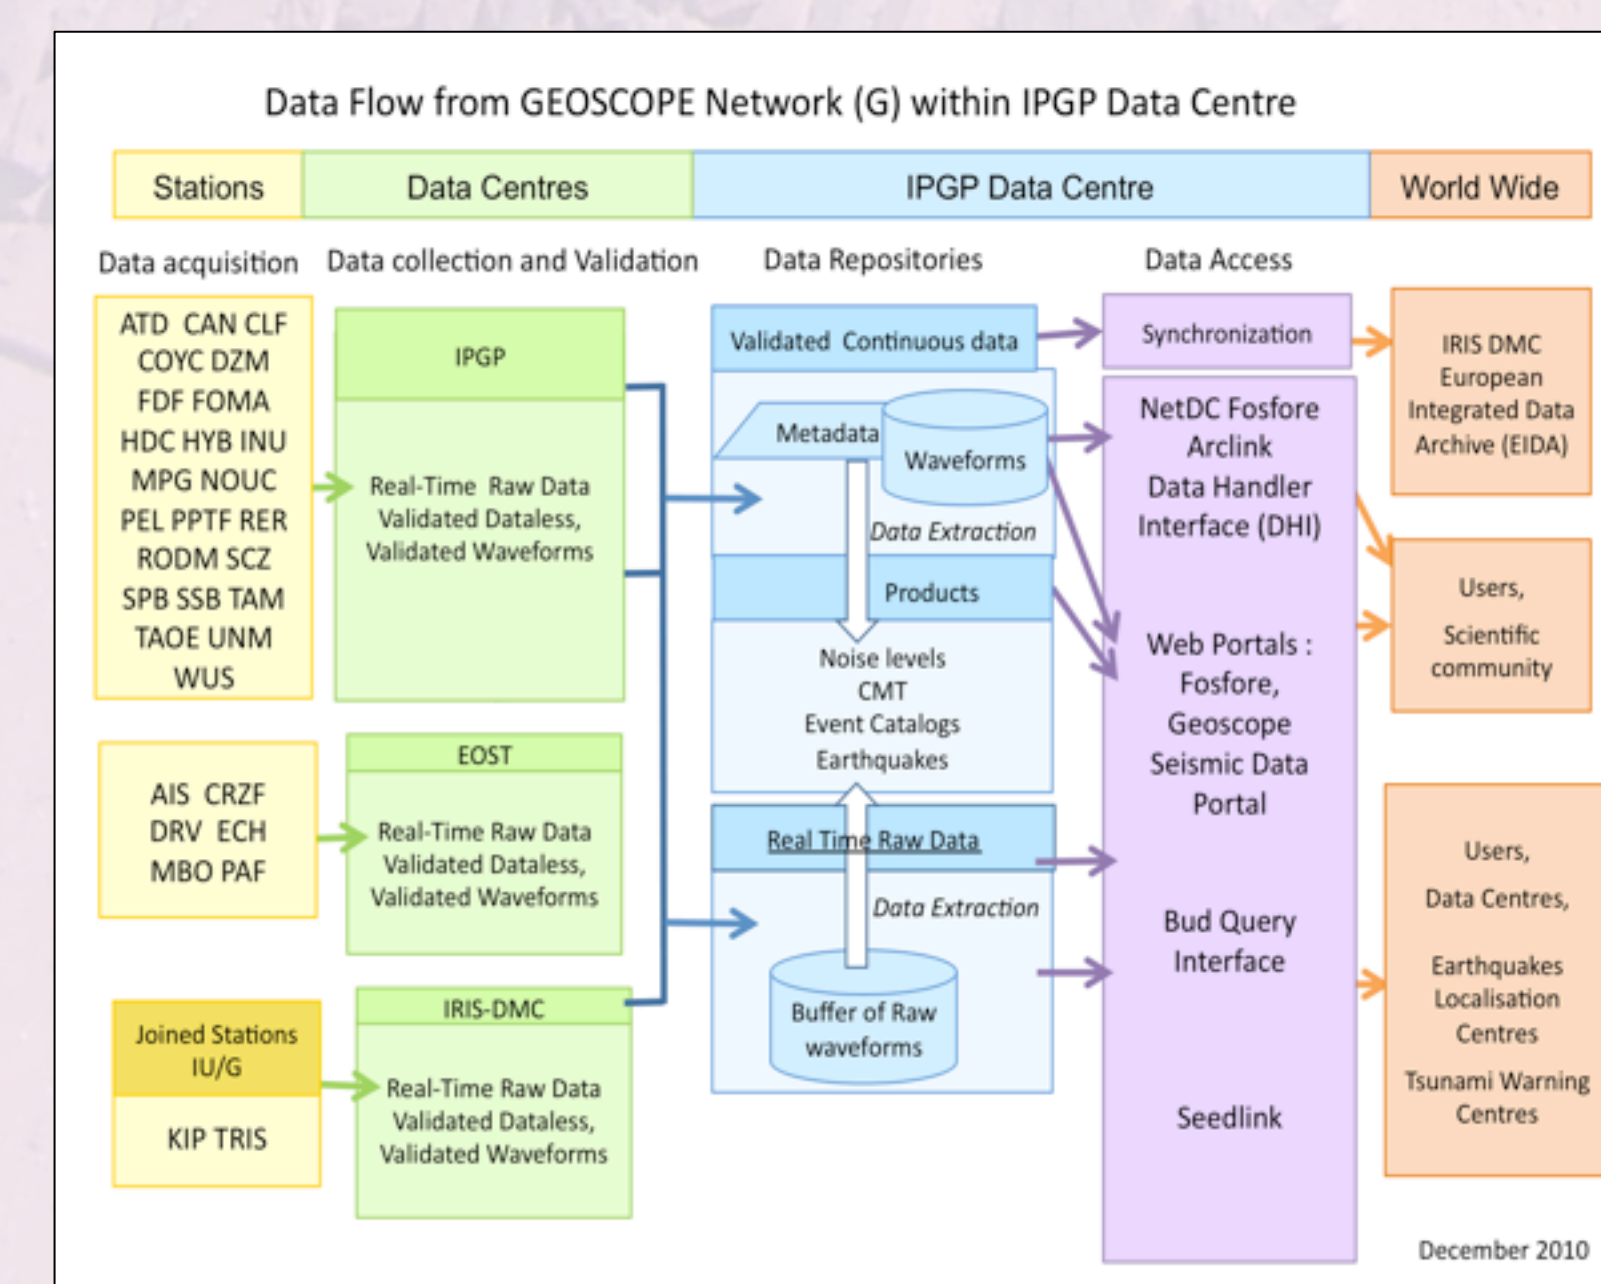 Data Flow from GEOSCOPE Network (G) within IPGP Data Centre
Stations
Data Centres
IPGP Data Centre
World Wide
Data acquisition
Data collection and Validation
Data Repositories
Data Access
ATD CAN CLF
COYC DZM
FDF FOMA
HDC HYB INU
MPG NOUC
PEL PPTF RER
RODM SCZ
SPB SSB TAM
TAOE UNM
WUS
AIS CRZF
DRV ECH
MBO PAF
Joined Stations
IU/G
KIP TRIS
IPGP
Real-Time Raw Data
Validated Dataless,
Validated Waveforms
EOST
Real-Time Raw Data
Validated Dataless,
Validated Waveforms
IRIS-DMC
Real-Time Raw Data
Validated Dataless,
Validated Waveforms
Validated Continuous data
Metadata
Waveforms
Data Extraction
Products
Noise levels
CMT
Event Catalogs
Earthquakes
Real Time Raw Data
Data Extraction
Buffer of Raw
waveforms
Synchronization
NetDC Fosfore
Arclink
Data Handler
Interface (DHI)
Web Portals :
Fosfore,
Geoscope
Seismic Data
Portal
Bud Query
Interface
Seedlink
IRIS DMC
European
Integrated Data
Archive (EIDA)
Users,
Scientific
community
Users,
Data Centres,
Earthquakes
Localisation
Centres
Tsunami Warning
Centres
December 2010